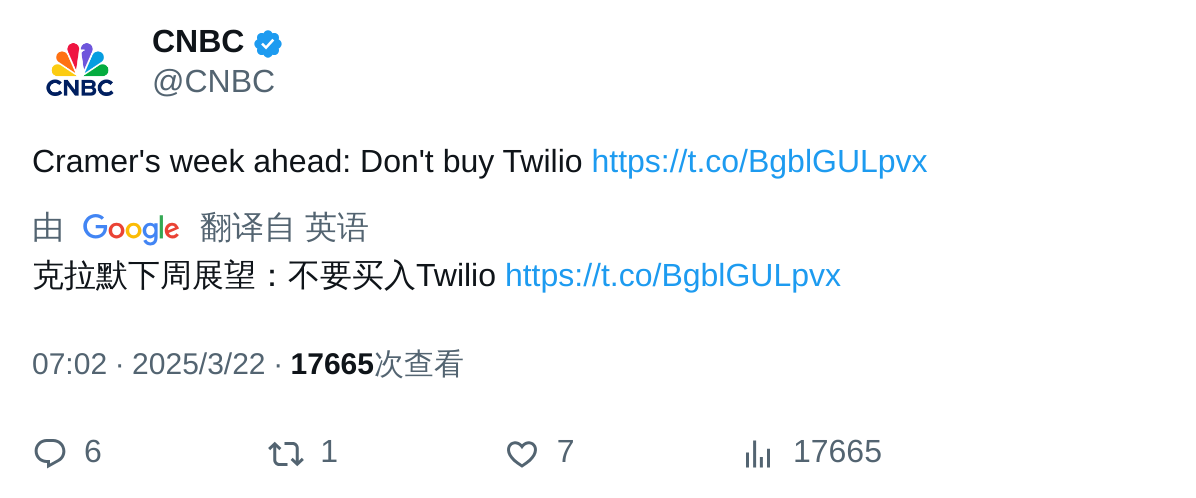 CNBC
CNBC
@CNBC
Cramer's week ahead: Don't buy Twilio https://t.co/BgblGULpvx
由 Google 翻译自 英语
克拉默下周展望：不要买入Twilio https://t.co/BgblGULpvx
07:02 · 2025/3/22 · 17665次查看
6 1 7 17665